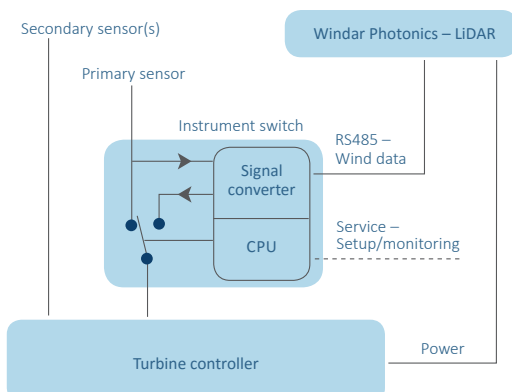 Secondary sensor(s)
Windar Photonics – LiDAR
Primary sensor
Instrument switch
RS485 –
Wind data
Signal
converter
CPU
Service –
Setup/monitoring
Power
Turbine controller